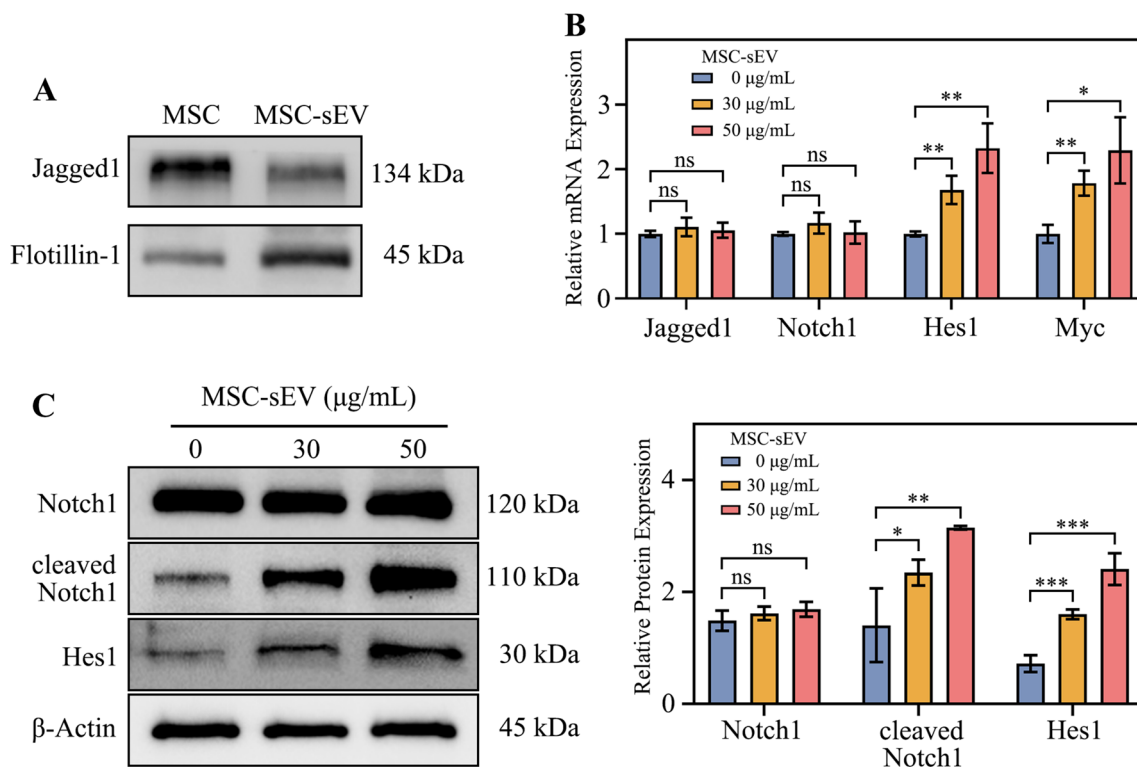 A
MSC MSC-sEV
Jagged1 134 kDa
Flotillin-1 45 kDa
B
Relative mRNA Expression
MSC-sEV
0 μg/mL
30 μg/mL
50 μg/mL
3
2
1
0
ns
ns
ns
ns
**
**
*
**
Jagged1 Notch1 Hes1 Myc
C
MSC-sEV (μg/mL)
0 30 50
Notch1 120 kDa
cleaved
Notch1 110 kDa
Hes1 30 kDa
β-Actin 45 kDa
Relative Protein Expression
MSC-sEV
0 μg/mL
30 μg/mL
50 μg/mL
4
2
0
ns
ns
**
*
***
***
Notch1 cleaved Hes1
Notch1